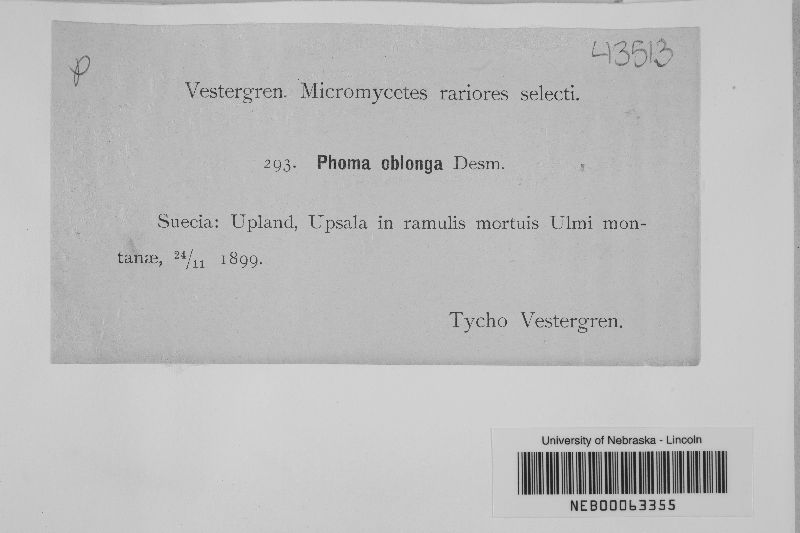 P
43513
Vestergren. Micromycetes rariores selecti.
293. Phoma oblonga Desm.
Suecia: Upland, Upsala in ramulis mortuis Ulmi mon-
tanæ, 24/11 1899.
Tycho Vestergren.
University of Nebraska - Lincoln
NEB00063355